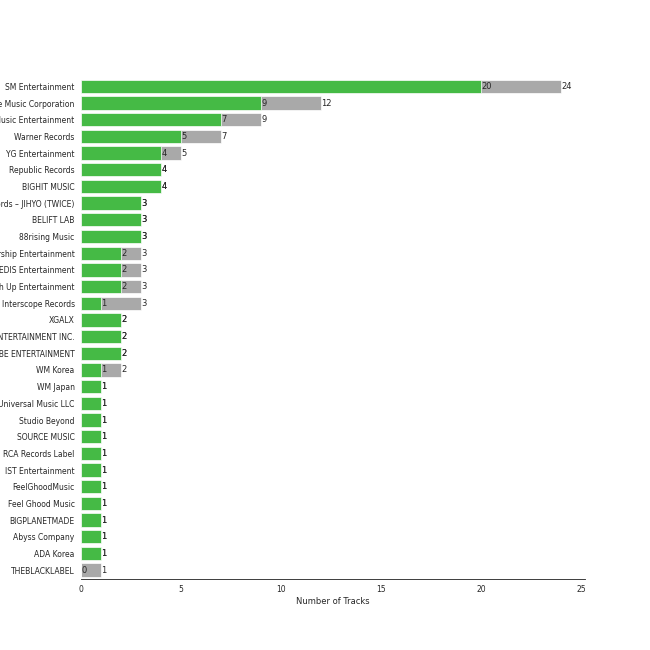 SM Entertainment 20 24
e Music Corporation 9 12
usic Entertainment 7 9
Warner Records 5 7
YG Entertainment 4 5
Republic Records 4
BIGHIT MUSIC 4
ords – JIHYO (TWICE) 3
BELIFT LAB 3
88rising Music 3
rship Entertainment 2 3
EDIS Entertainment 2 3
h Up Entertainment 2 3
Interscope Records 1 3
XGALX 2
NTERTAINMENT INC. 2
BE ENTERTAINMENT 2
WM Korea 1 2
WM Japan 1
Universal Music LLC 1
Studio Beyond 1
SOURCE MUSIC 1
RCA Records Label 1
IST Entertainment 1
FeelGhoodMusic 1
Feel Ghood Music 1
BIGPLANETMADE 1
Abyss Company 1
ADA Korea 1
THEBLACKLABEL 0 1
0 5 10 15 20 25
Number of Tracks